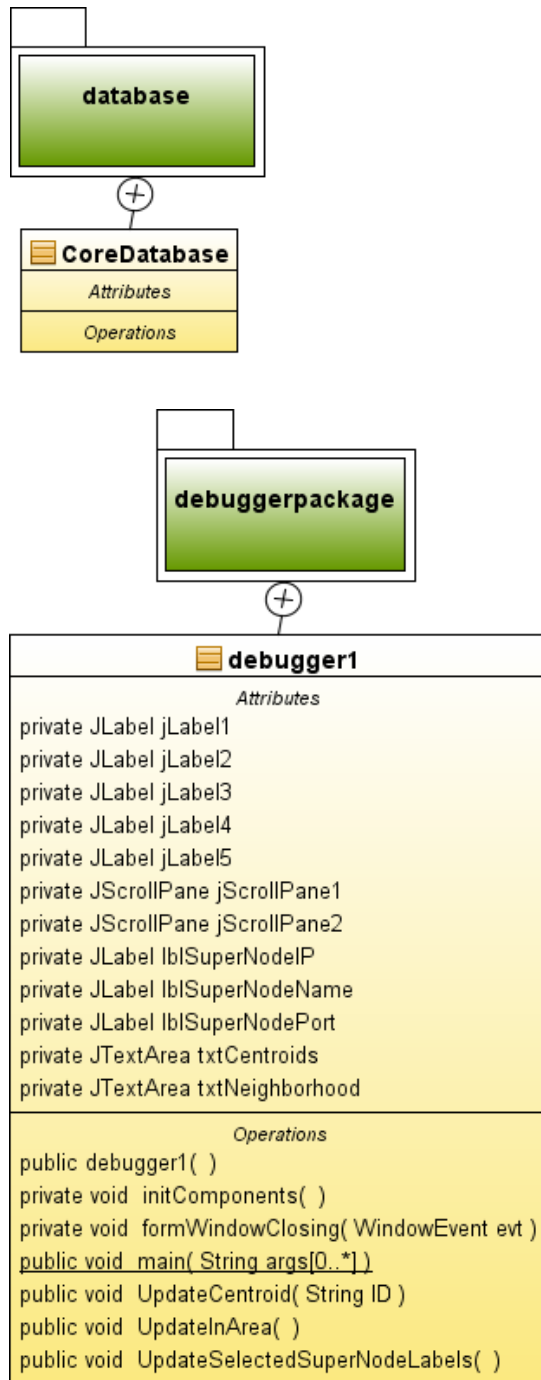 database
CoreDatabase
Attributes
Operations
debuggerpackage
debugger1
Attributes
private JLabel jLabel1
private JLabel jLabel2
private JLabel jLabel3
private JLabel jLabel4
private JLabel jLabel5
private JScrollPane jScrollPane1
private JScrollPane jScrollPane2
private JLabel lblSuperNodeIP
private JLabel lblSuperNodeName
private JLabel lblSuperNodePort
private JTextArea txtCentroids
private JTextArea txtNeighborhood
Operations
public debugger1( )
private void initComponents( )
private void formWindowClosing( WindowEvent evt )
public void main( String args[0..*] )
public void UpdateCentroid( String ID )
public void UpdateInArea( )
public void UpdateSelectedSuperNodeLabels( )